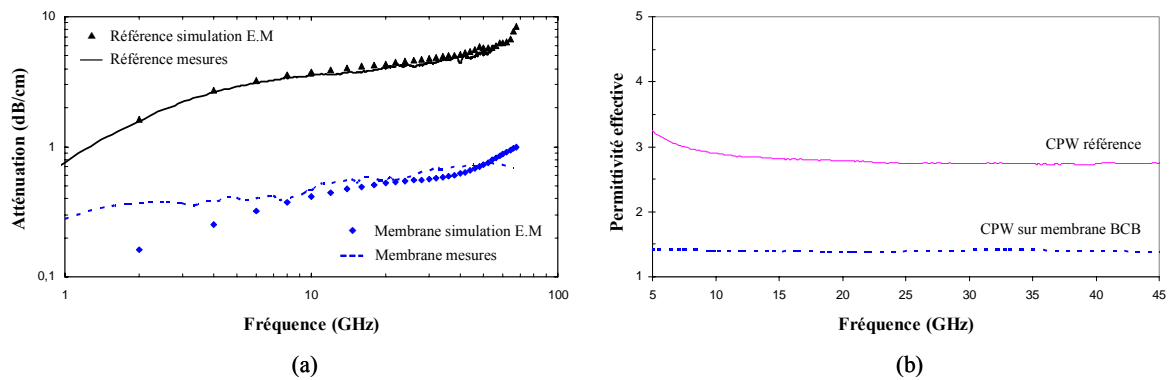 10
1
0,1
Atténuation (dB/cm)
Référence simulation E.M
Référence mesures
Membrane simulation E.M
Membrane mesures
1
10
100
Fréquence (GHz)
(a)
5
4
3
2
1
Permittivité effective
CPW référence
CPW sur membrane BCB
5
10
15
20
25
30
35
40
45
Fréquence (GHz)
(b)